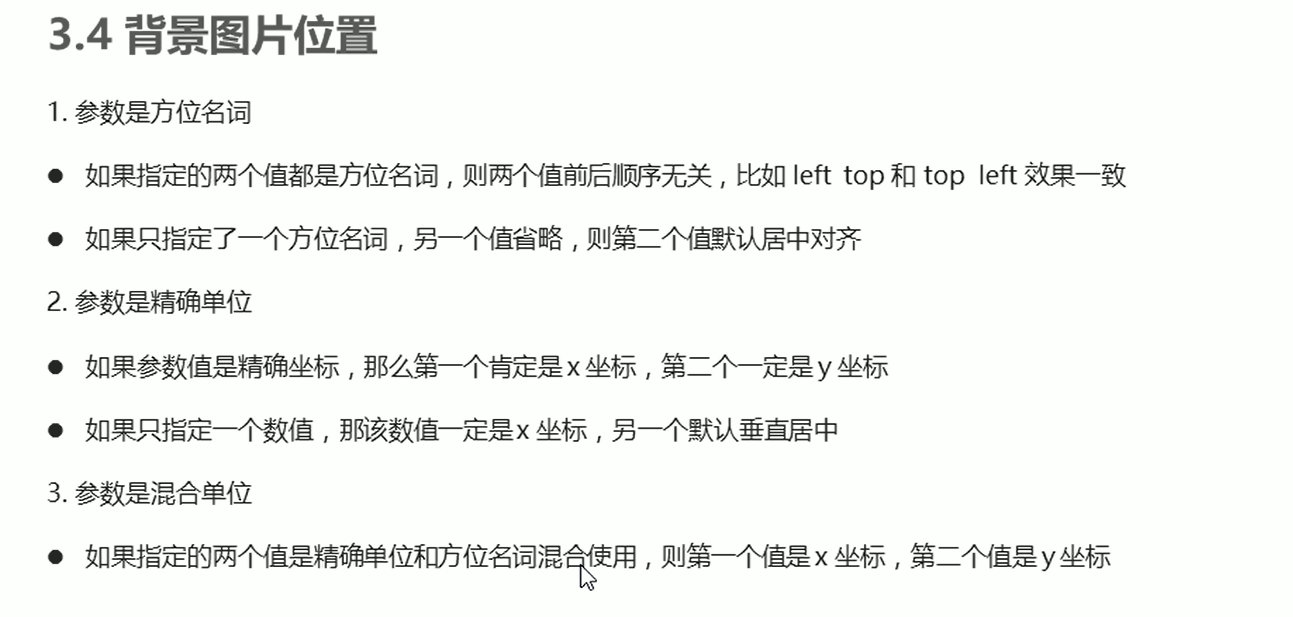 3.4 背景图片位置
1. 参数是方位名词
● 如果指定的两个值都是方位名词，则两个值前后顺序无关，比如 left top 和 top left 效果一致
● 如果只指定了一个方位名词，另一个值省略，则第二个值默认居中对齐
2. 参数是精确单位
● 如果参数值是精确坐标，那么第一个肯定是 x 坐标，第二个一定是 y 坐标
● 如果只指定一个数值，那该数值一定是 x 坐标，另一个默认垂直居中
3. 参数是混合单位
● 如果指定的两个值是精确单位和方位名词混合使用，则第一个值是 x 坐标，第二个值是 y 坐标